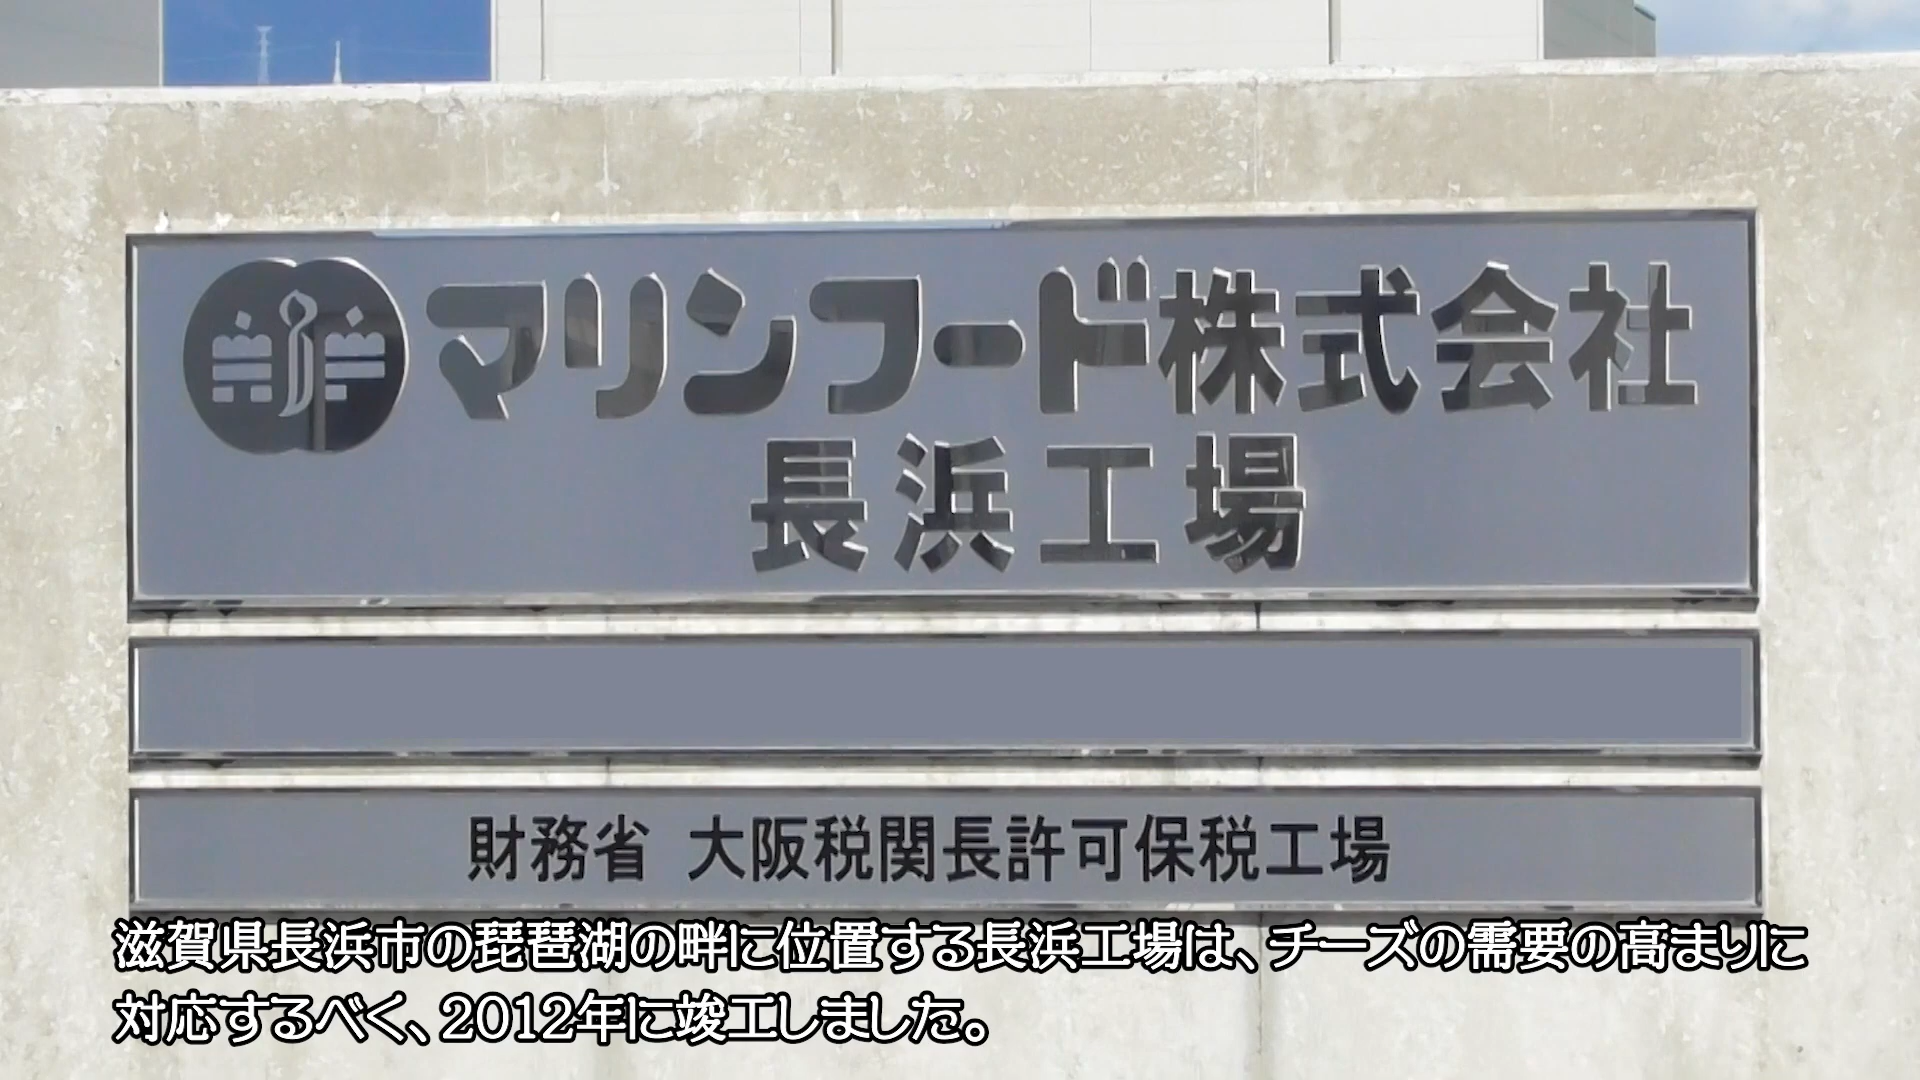 マリンフード株式会社
長浜工場
財務省 大阪税関長許可保税工場
滋賀県長浜市の琵琶湖の畔に位置する長浜工場は、チーズの需要の高まりに
対応するべく、2012年に竣工しました。